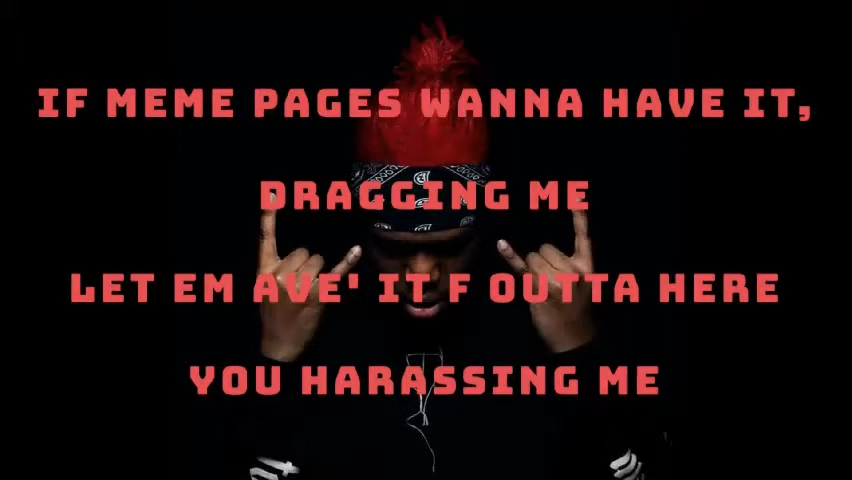 IF MEME PAGES WANNA HAVE IT,
DRAGGING ME
LET EM AVE' IT F OUTTA HERE
YOU HARASSING ME